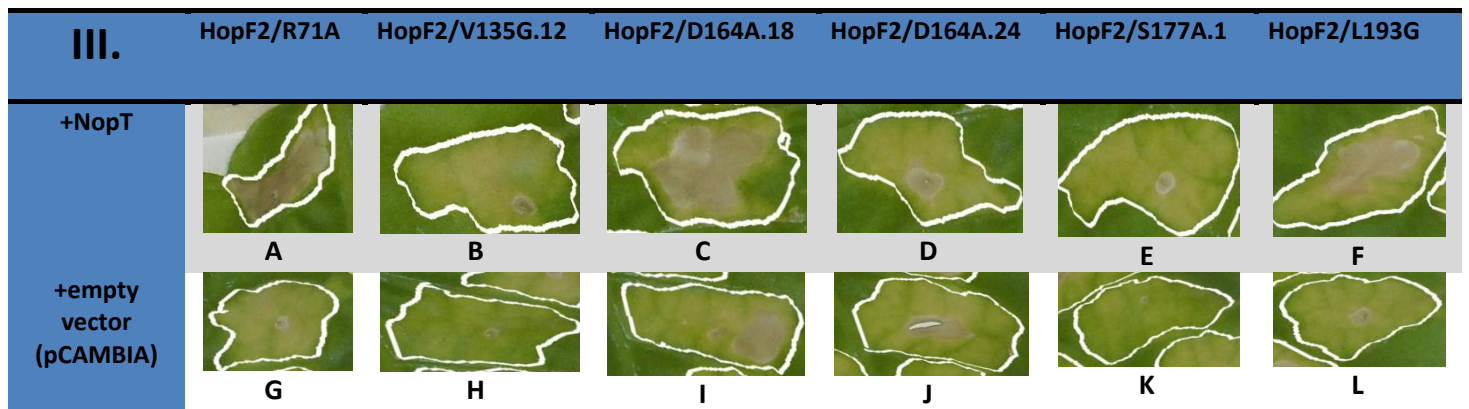 III.
HopF2/R71A HopF2/V135G.12 HopF2/D164A.18 HopF2/D164A.24 HopF2/S177A.1 HopF2/L193G
+NopT
A B C D E F
+empty
vector
(pCAMBIA)
G H I J K L